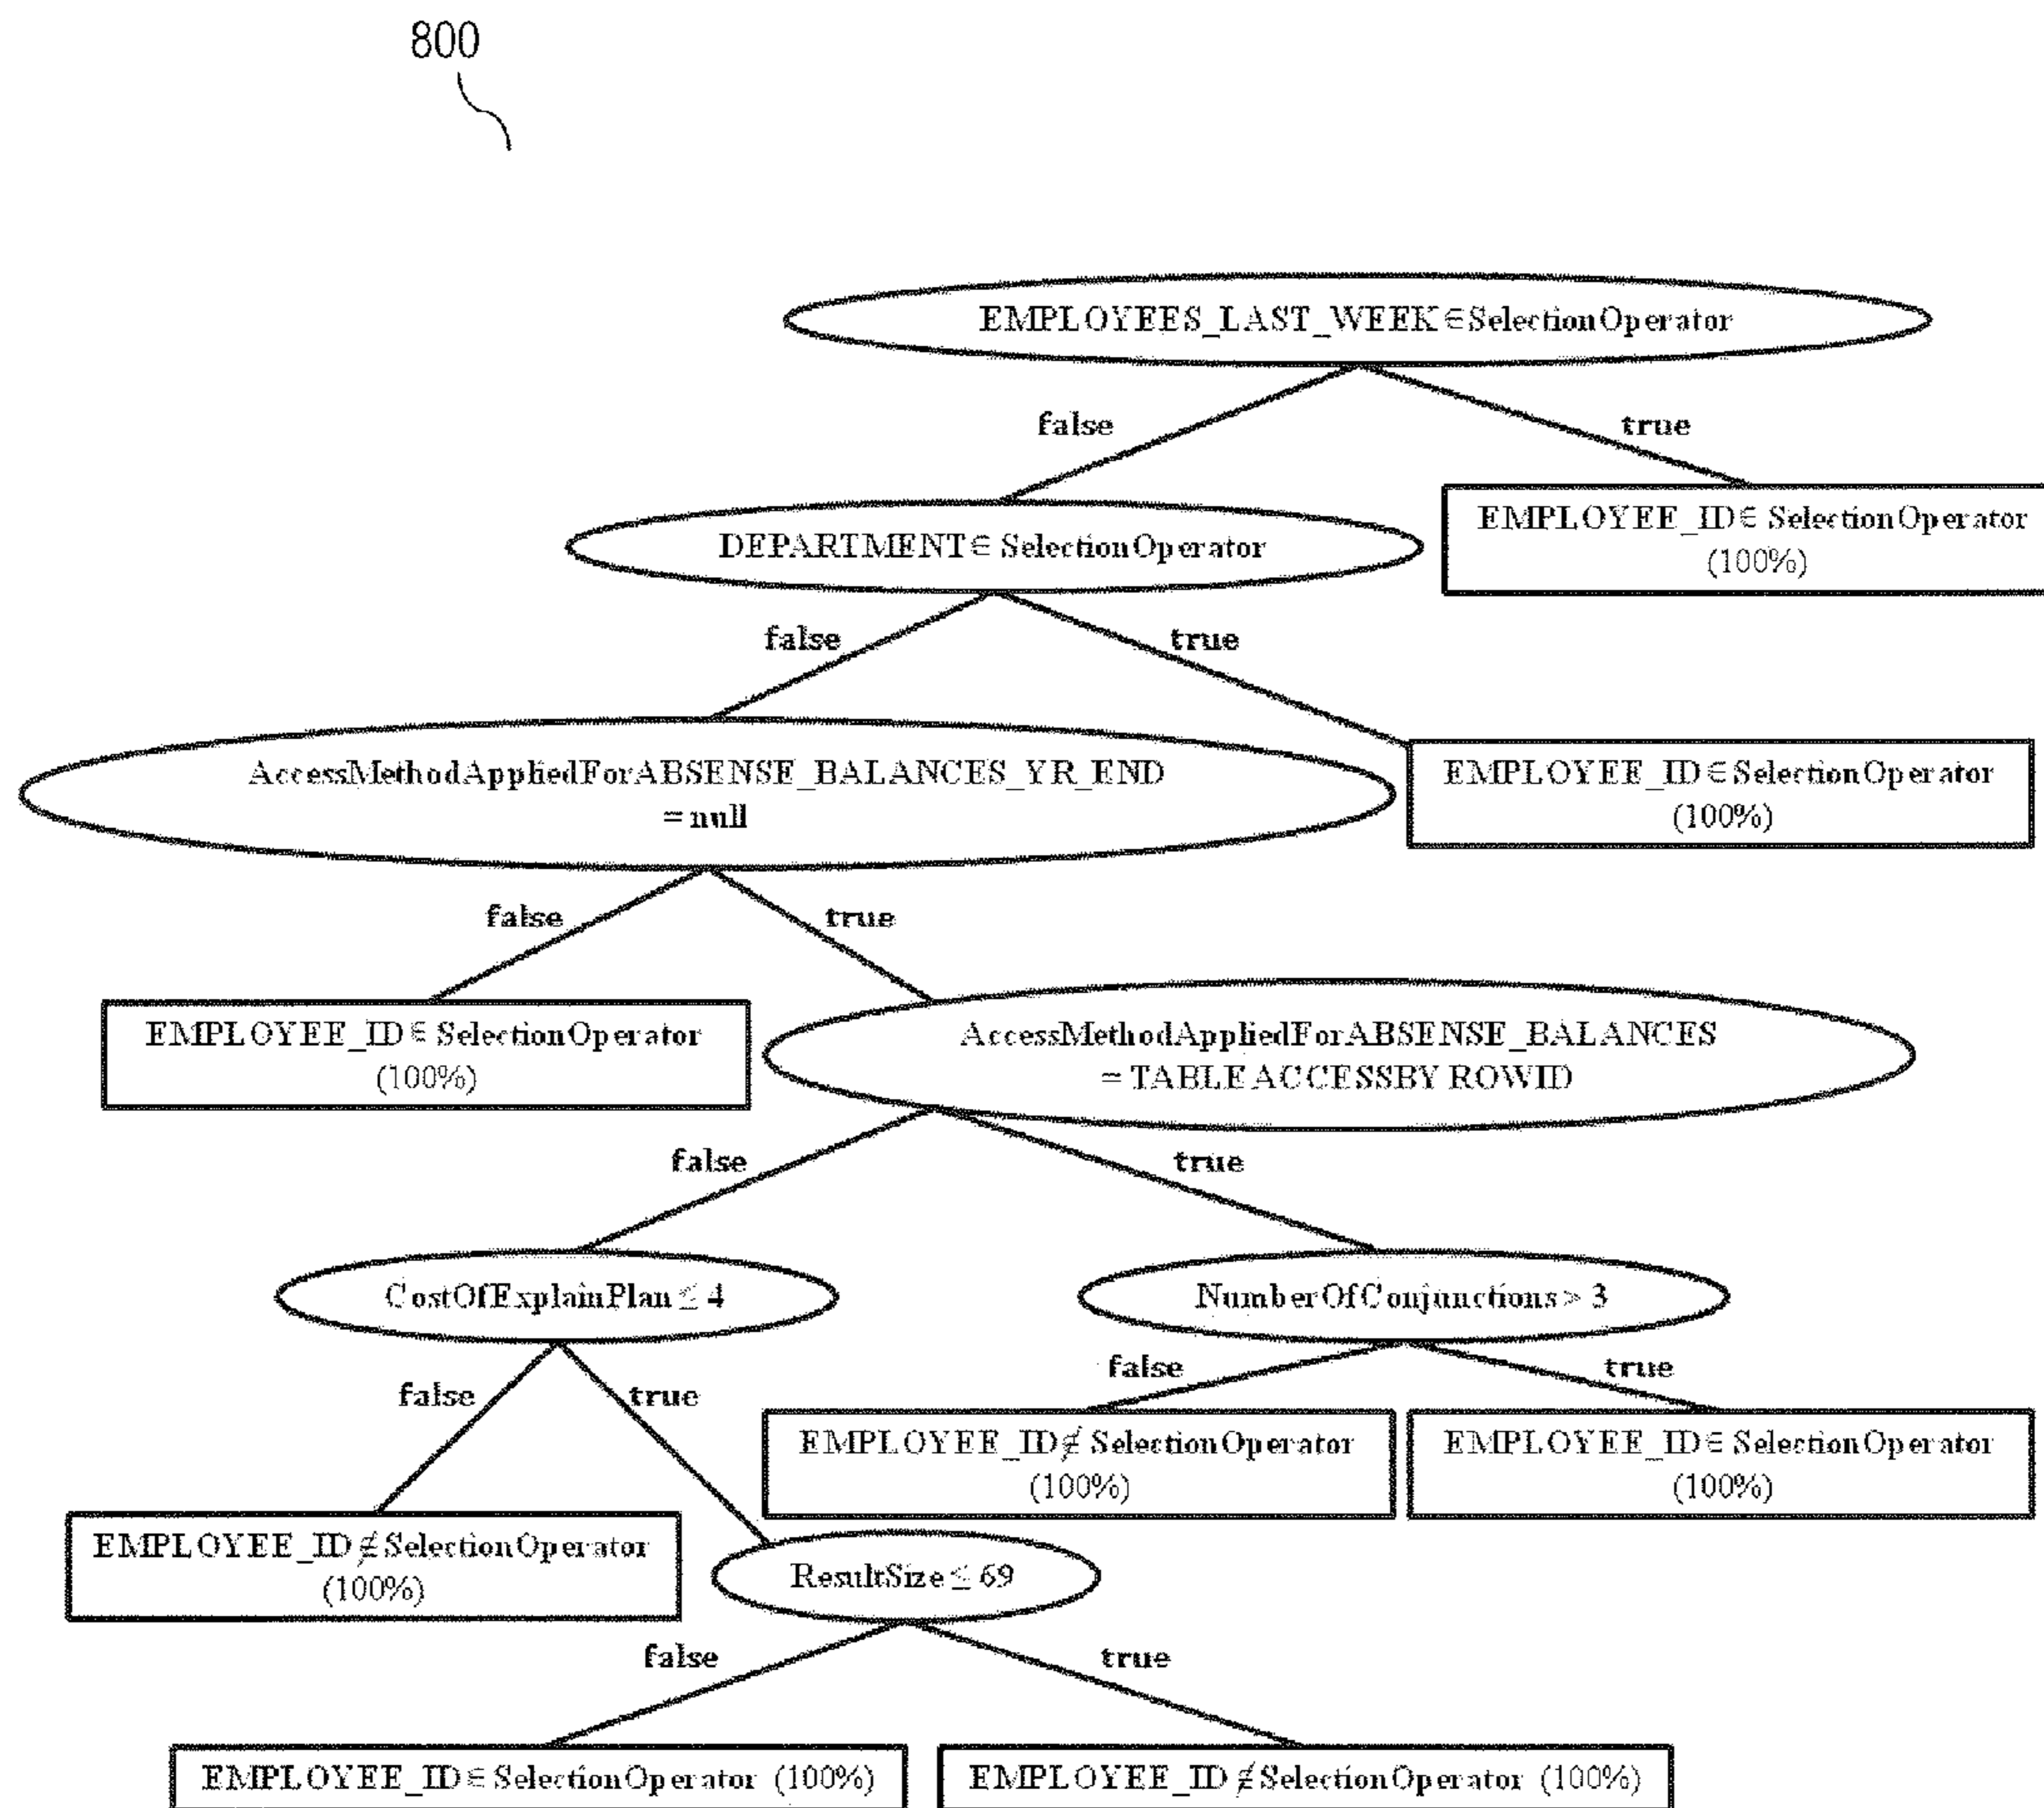 800
EMPLOYEES_LAST_WEEK ∈ SelectionOperator
false
true
DEPARTMENT ∈ SelectionOperator
EMPLOYEE_ID ∈ SelectionOperator
(100%)
false
true
AccessMethodAppliedForABSENSE_BALANCES_YR_END
= null
EMPLOYEE_ID ∈ SelectionOperator
(100%)
false
true
EMPLOYEE_ID ∈ SelectionOperator
(100%)
AccessMethodAppliedForABSENSE_BALANCES
= TABLE ACCESSBY ROWID
false
true
CostOfExplainPlan ≤ 4
NumberOfConjunctions > 3
false
true
false
true
EMPLOYEE_ID ∉ SelectionOperator
(100%)
EMPLOYEE_ID ∈ SelectionOperator
(100%)
EMPLOYEE_ID ∉ SelectionOperator
(100%)
ResultSize ≤ 69
false
true
EMPLOYEE_ID ∈ SelectionOperator (100%)
EMPLOYEE_ID ∉ SelectionOperator (100%)